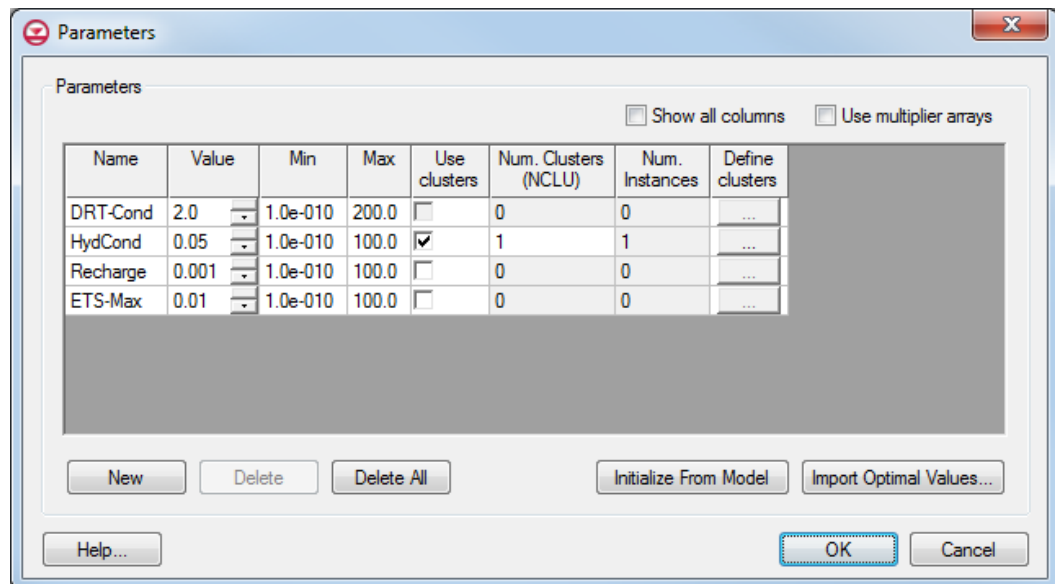 Parameters
X
Parameters
Show all columns Use multiplier arrays
Name Value Min Max Use clusters Num. Clusters (NCLU) Num. Instances Define clusters
DRT-Cond 2.0 1.0e-010 200.0 0 0 ...
HydCond 0.05 1.0e-010 100.0 1 1 ...
Recharge 0.001 1.0e-010 100.0 0 0 ...
ETS-Max 0.01 1.0e-010 100.0 0 0 ...
New Delete Delete All Initialize From Model Import Optimal Values...
Help... OK Cancel